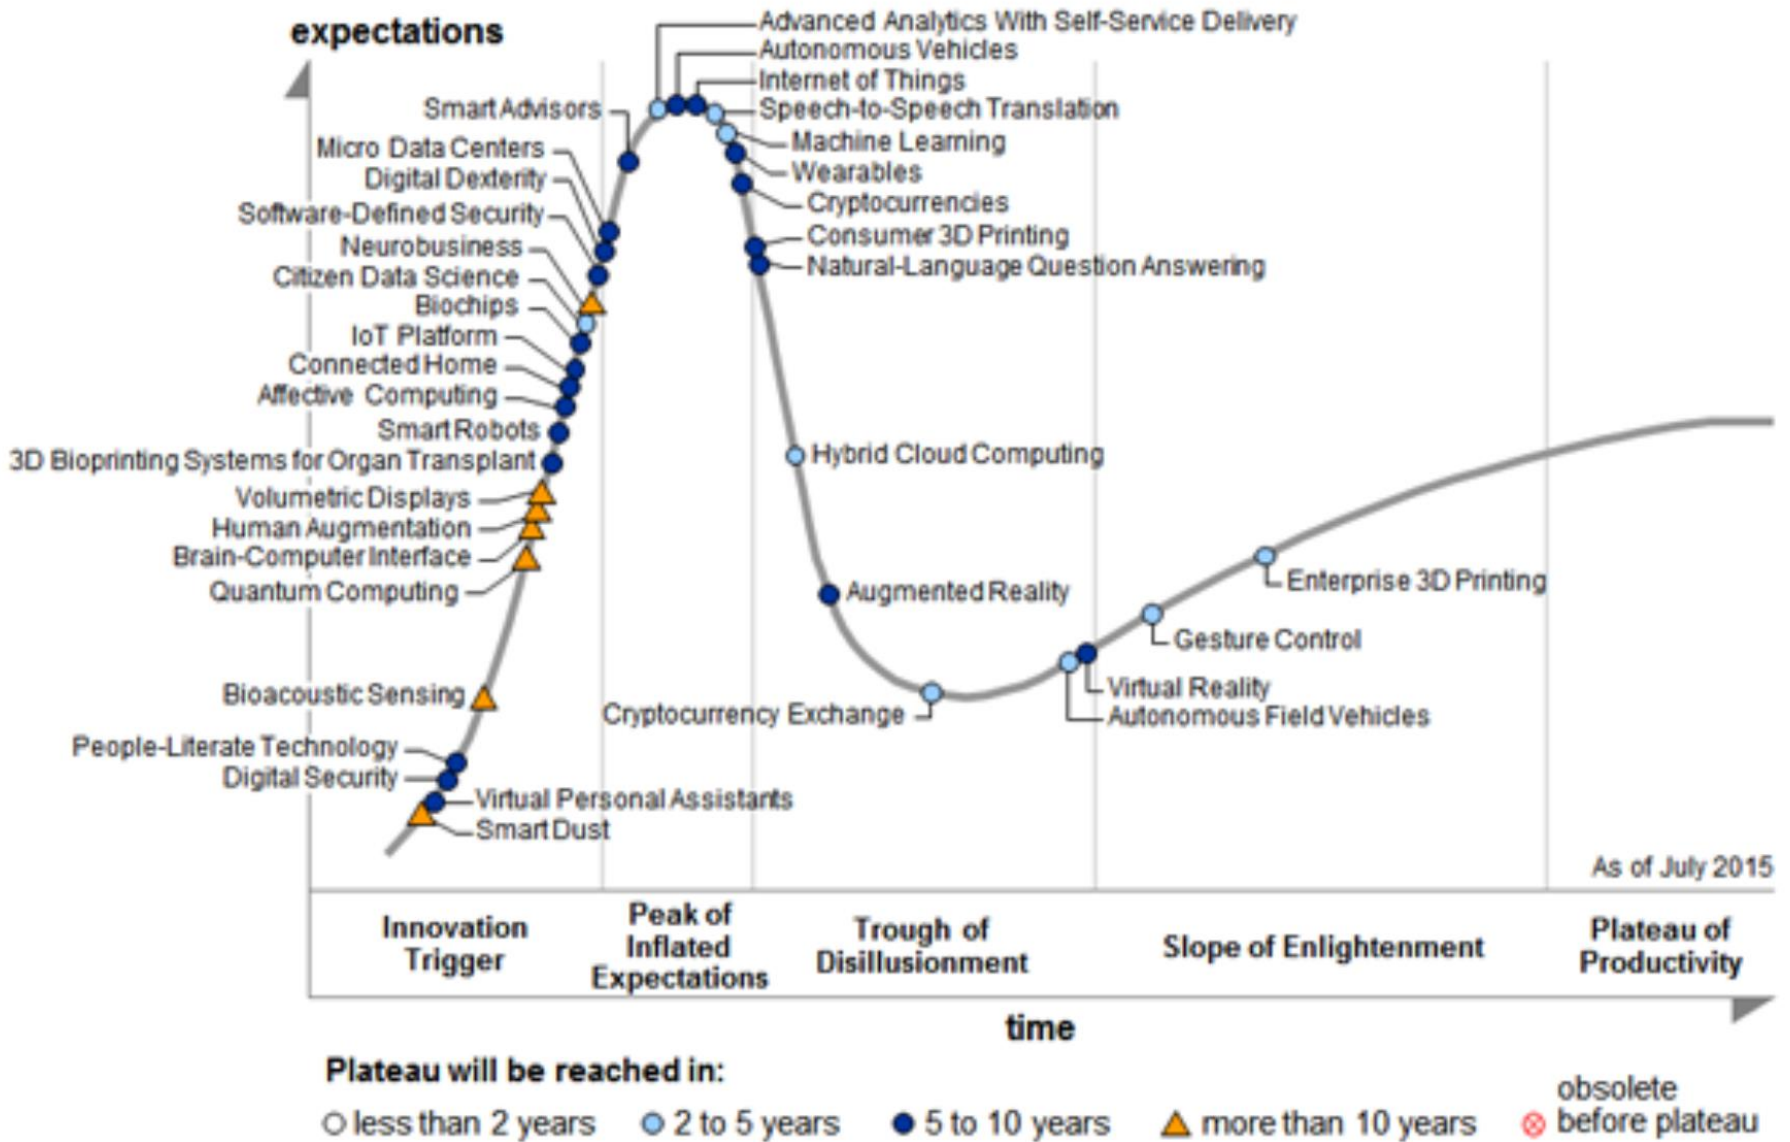 expectations
Advanced Analytics With Self-Service Delivery
Autonomous Vehicles
Internet of Things
Speech-to-Speech Translation
Machine Learning
Wearables
Cryptocurrencies
Consumer 3D Printing
Natural-Language Question Answering
Smart Advisors
Micro Data Centers
Digital Dexterity
Software-Defined Security
Neurobusiness
Citizen Data Science
Biochips
IoT Platform
Connected Home
Affective Computing
Smart Robots
3D Bioprinting Systems for Organ Transplant
Volumetric Displays
Human Augmentation
Brain-Computer Interface
Quantum Computing
Bioacoustic Sensing
People-Literate Technology
Digital Security
Virtual Personal Assistants
Smart Dust
Hybrid Cloud Computing
Augmented Reality
Cryptocurrency Exchange
Enterprise 3D Printing
Gesture Control
Virtual Reality
Autonomous Field Vehicles
As of July 2015
Innovation
Trigger
Peak of
Inflated
Expectations
Trough of
Disillusionment
Slope of Enlightenment
Plateau of
Productivity
time
Plateau will be reached in:
less than 2 years
2 to 5 years
5 to 10 years
more than 10 years
obsolete
before plateau